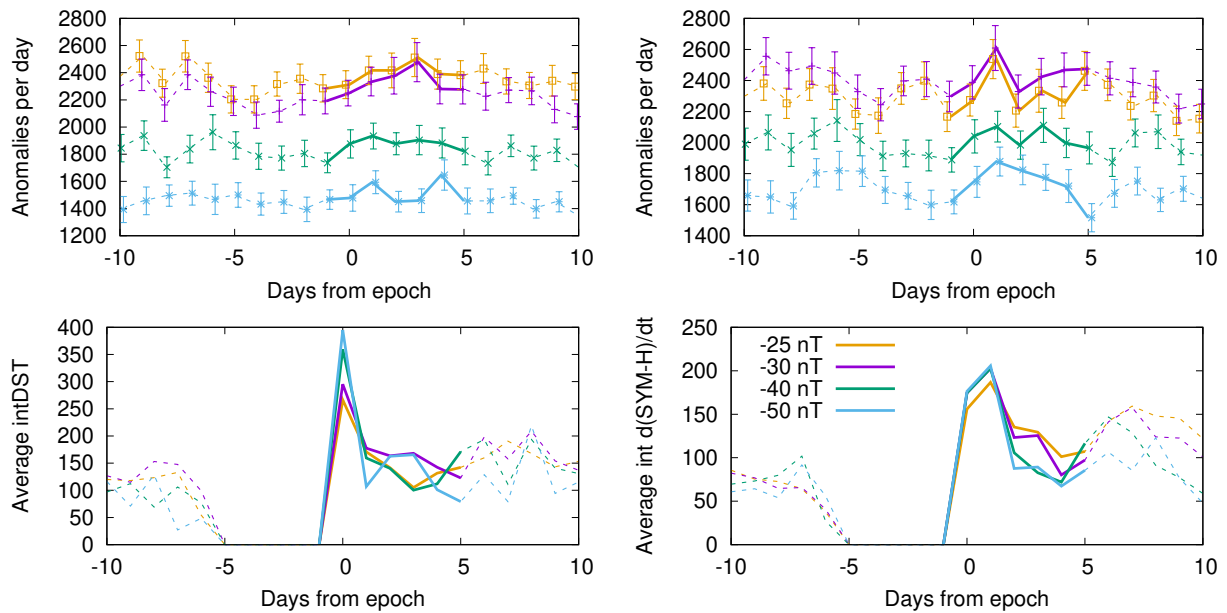 2800
2600
2400
2200
2000
1800
1600
1400
1200
Anomalies per day
-10 -5 0 5 10
Days from epoch
2800
2600
2400
2200
2000
1800
1600
1400
Anomalies per day
-10 -5 0 5 10
Days from epoch
400
350
300
250
200
150
100
50
0
Average intDST
-10 -5 0 5 10
Days from epoch
250
200
150
100
50
0
Average int d(SYM-H)/dt
-25 nT
-30 nT
-40 nT
-50 nT
-10 -5 0 5 10
Days from epoch